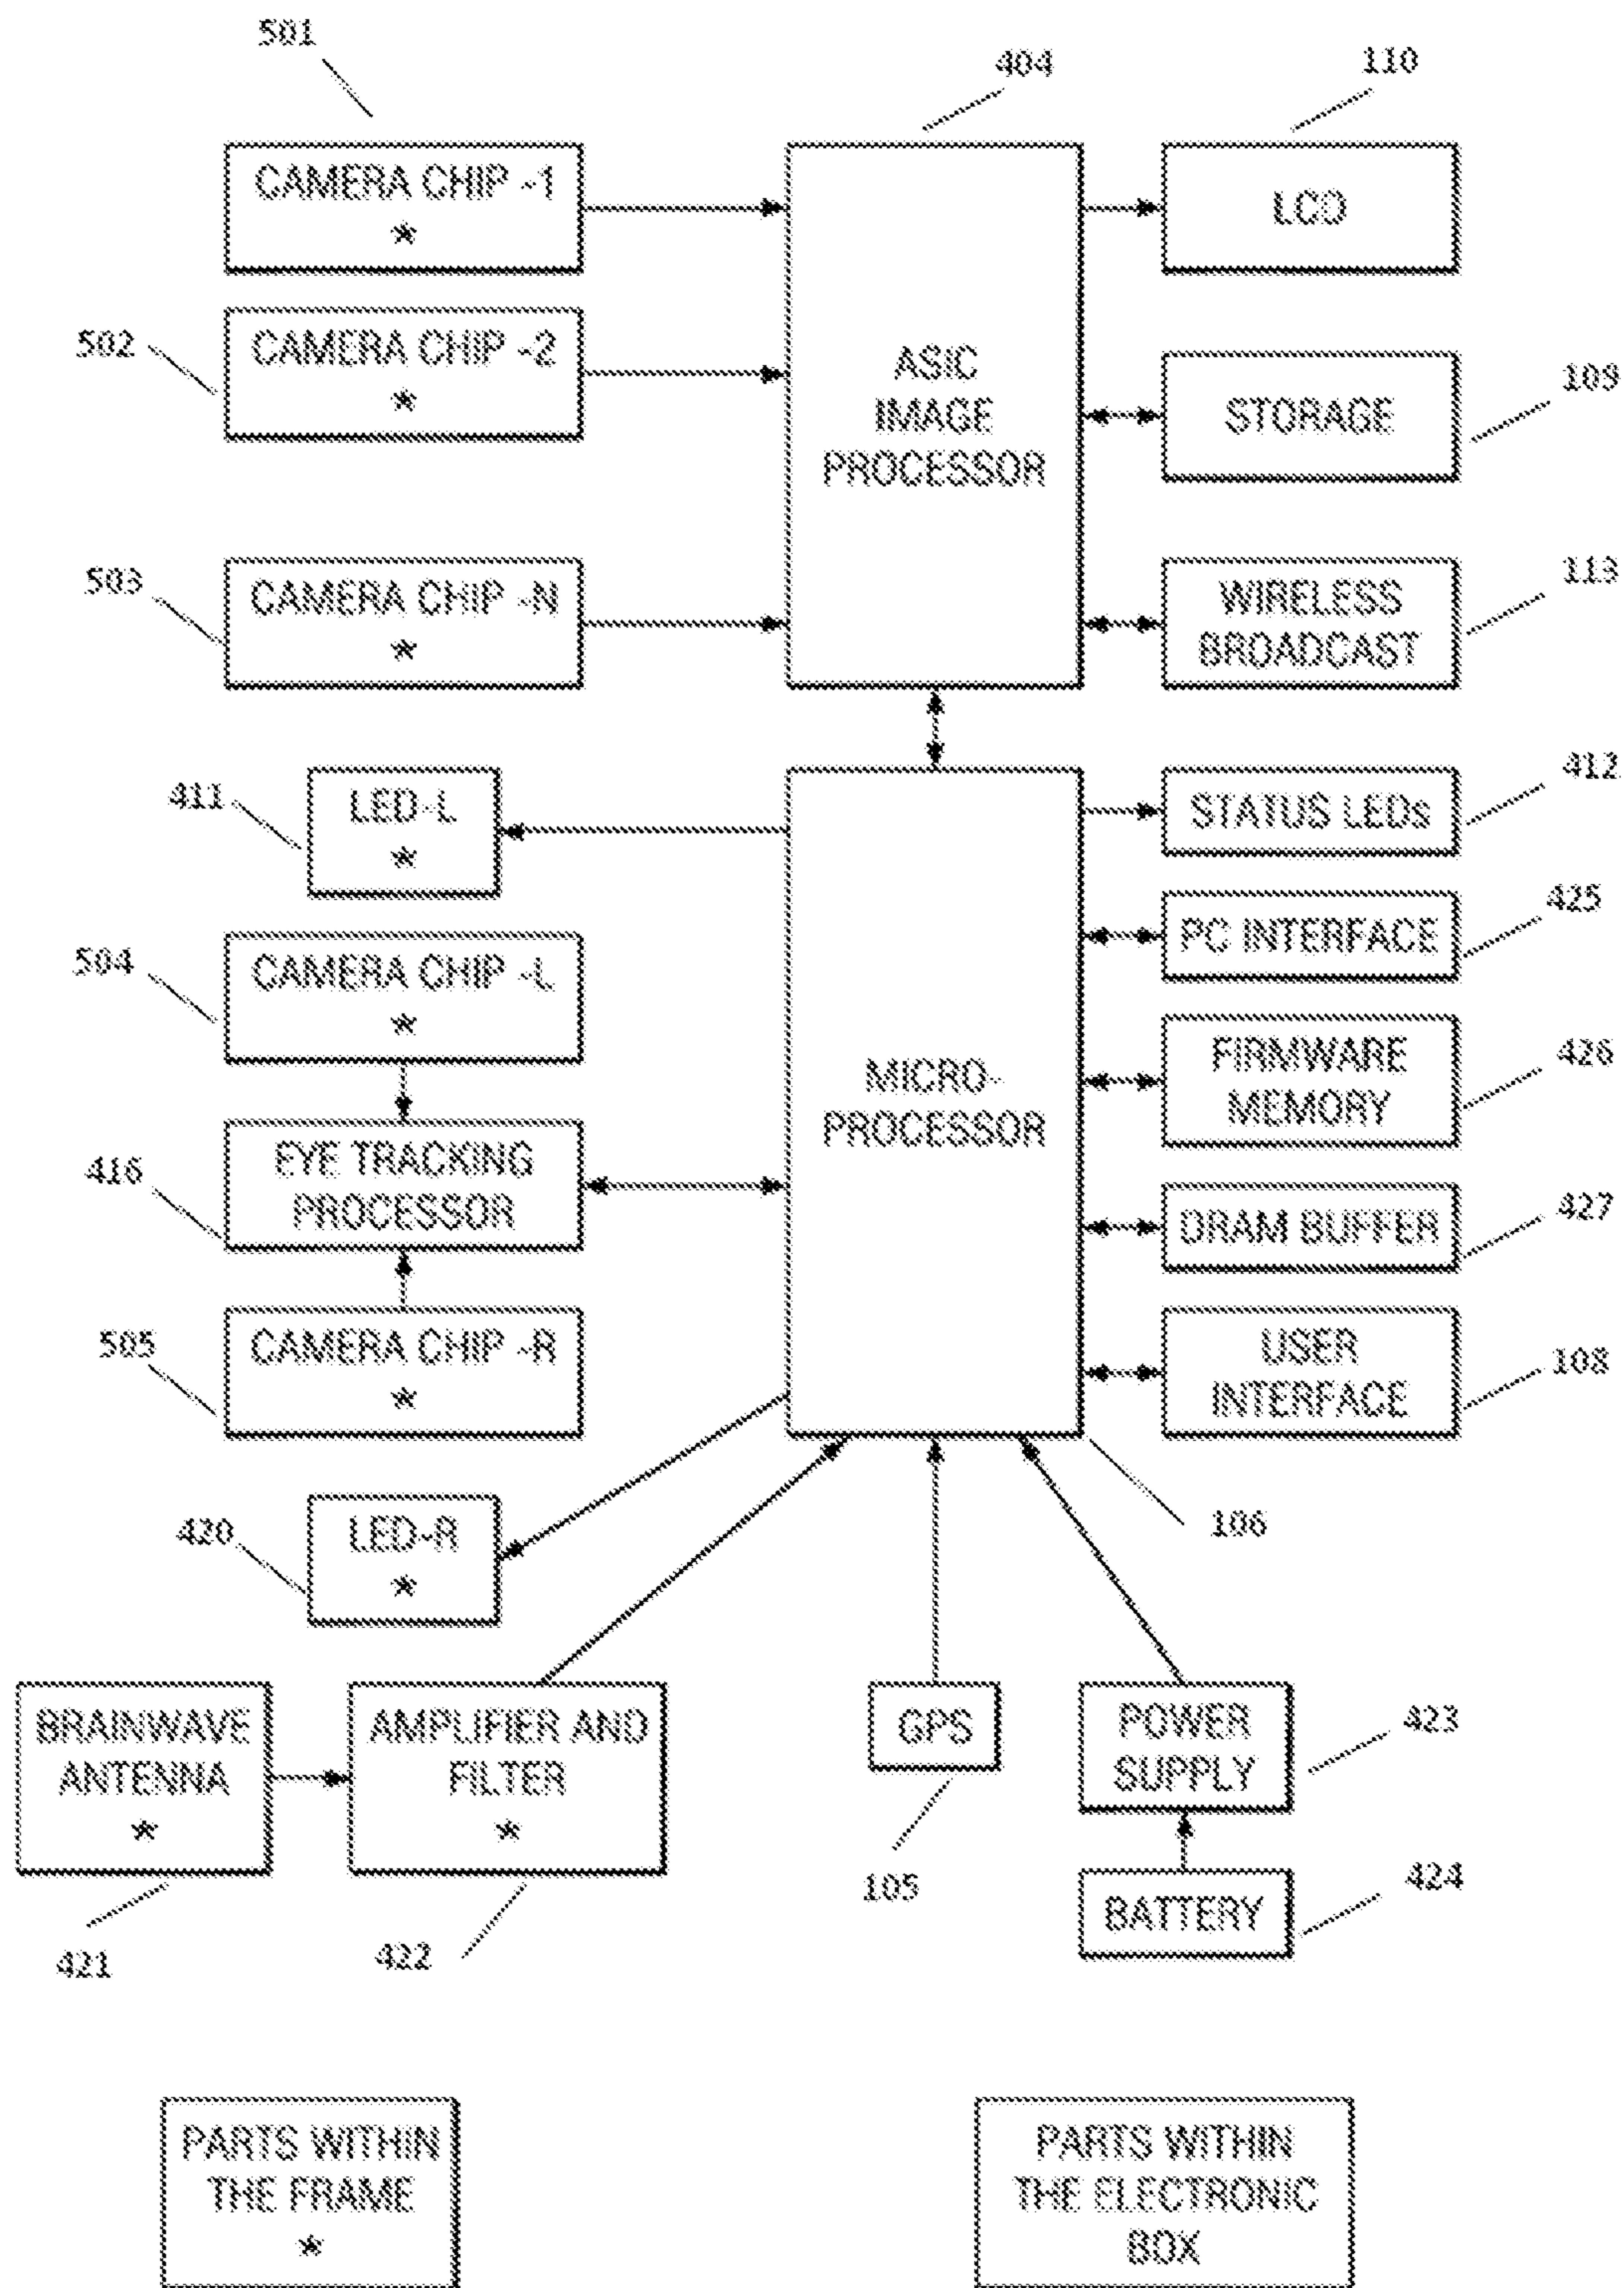 501
404
110
CAMERA CHIP -1
*
LCD
502
CAMERA CHIP -2
*
ASIC
IMAGE
PROCESSOR
STORAGE
109
503
CAMERA CHIP -N
*
WIRELESS
BROADCAST
113
411
LED-L
*
STATUS LEDs
412
PC INTERFACE
425
504
CAMERA CHIP -L
*
MICRO-
PROCESSOR
FIRMWARE
MEMORY
426
416
EYE TRACKING
PROCESSOR
DRAM BUFFER
427
505
CAMERA CHIP -R
*
USER
INTERFACE
108
420
LED-R
*
106
BRAINWAVE
ANTENNA
*
AMPLIFIER AND
FILTER
*
GPS
POWER
SUPPLY
423
421
422
105
BATTERY
424
PARTS WITHIN
THE FRAME
*
PARTS WITHIN
THE ELECTRONIC
BOX